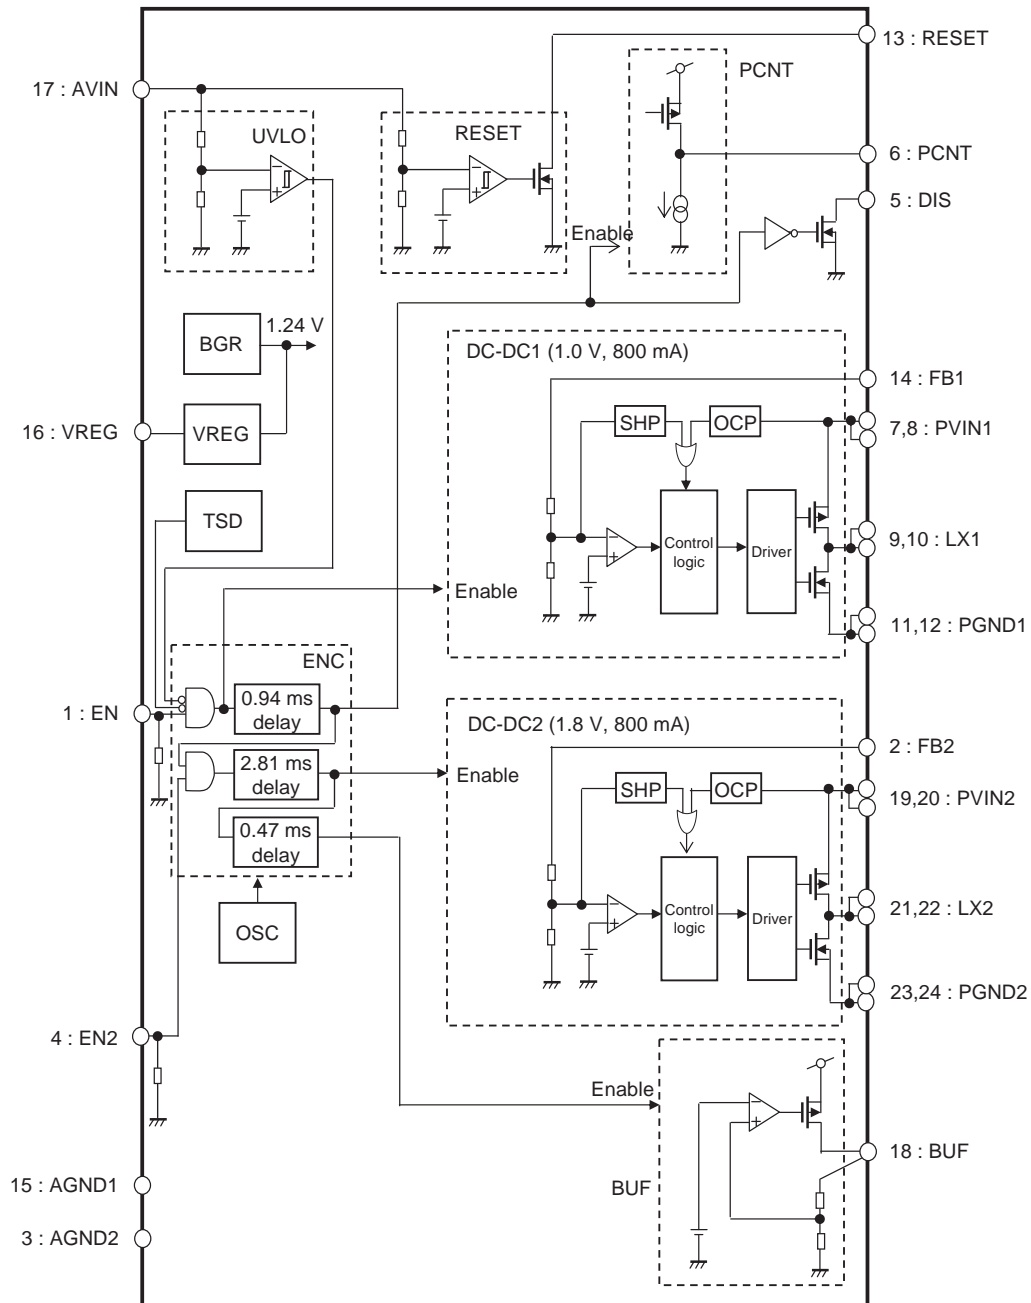 13 : RESET
PCNT
17 : AVIN
UVLO
RESET
6 : PCNT
5 : DIS
Enable
1.24 V
BGR
DC-DC1 (1.0 V, 800 mA)
14 : FB1
SHP
OCP
7,8 : PVIN1
16 : VREG
VREG
TSD
Control
logic
Driver
9,10 : LX1
Enable
11,12 : PGND1
ENC
0.94 ms
delay
1 : EN
DC-DC2 (1.8 V, 800 mA)
2 : FB2
2.81 ms
delay
Enable
SHP
OCP
19,20 : PVIN2
0.47 ms
delay
OSC
Control
logic
Driver
21,22 : LX2
23,24 : PGND2
4 : EN2
Enable
18 : BUF
BUF
15 : AGND1
3 : AGND2